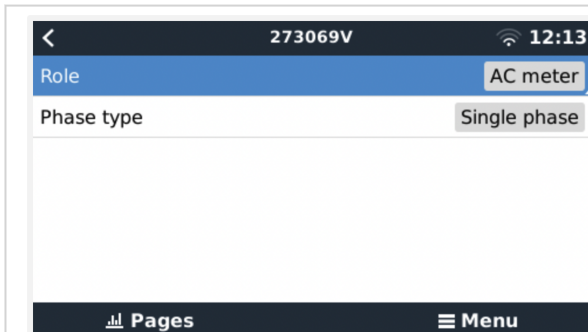 273069V 12:13
Role AC meter
Phase type Single phase
Pages Menu